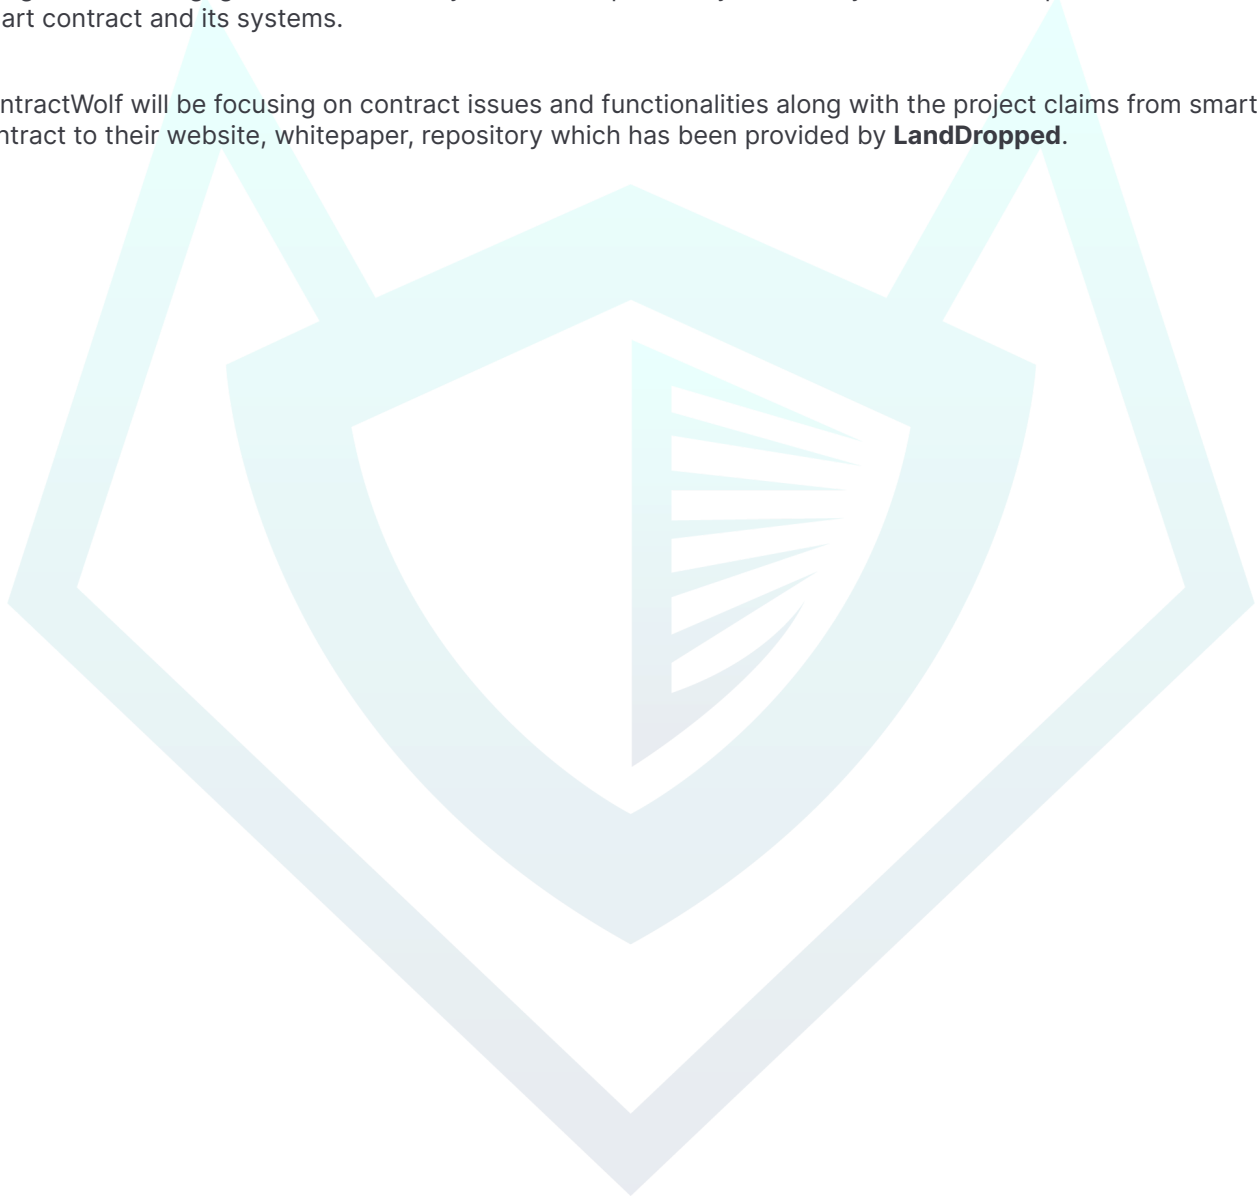 art contract and its systems.
ntractWolf will be focusing on contract issues and functionalities along with the project claims from smart
ntract to their website, whitepaper, repository which has been provided by LandDropped.